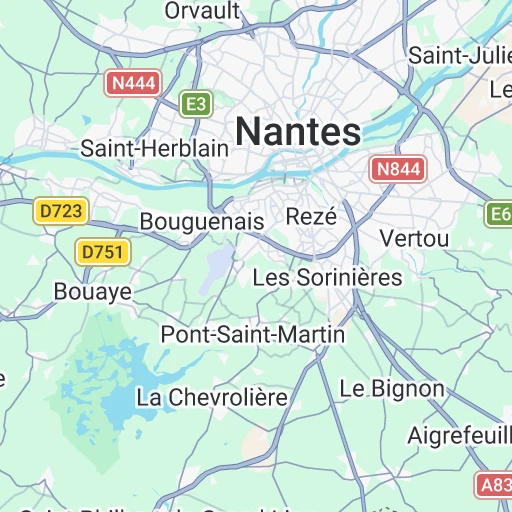 Orvault
Saint-Julie
N444
Le
E3
Nantes
Saint-Herblain
N844
D723
Bouguenais
Rezé
E6
Vertou
D751
Les Sorinières
Bouaye
Pont-Saint-Martin
e
La Chevrolière
Le Bignon
Aigrefeuill
A83